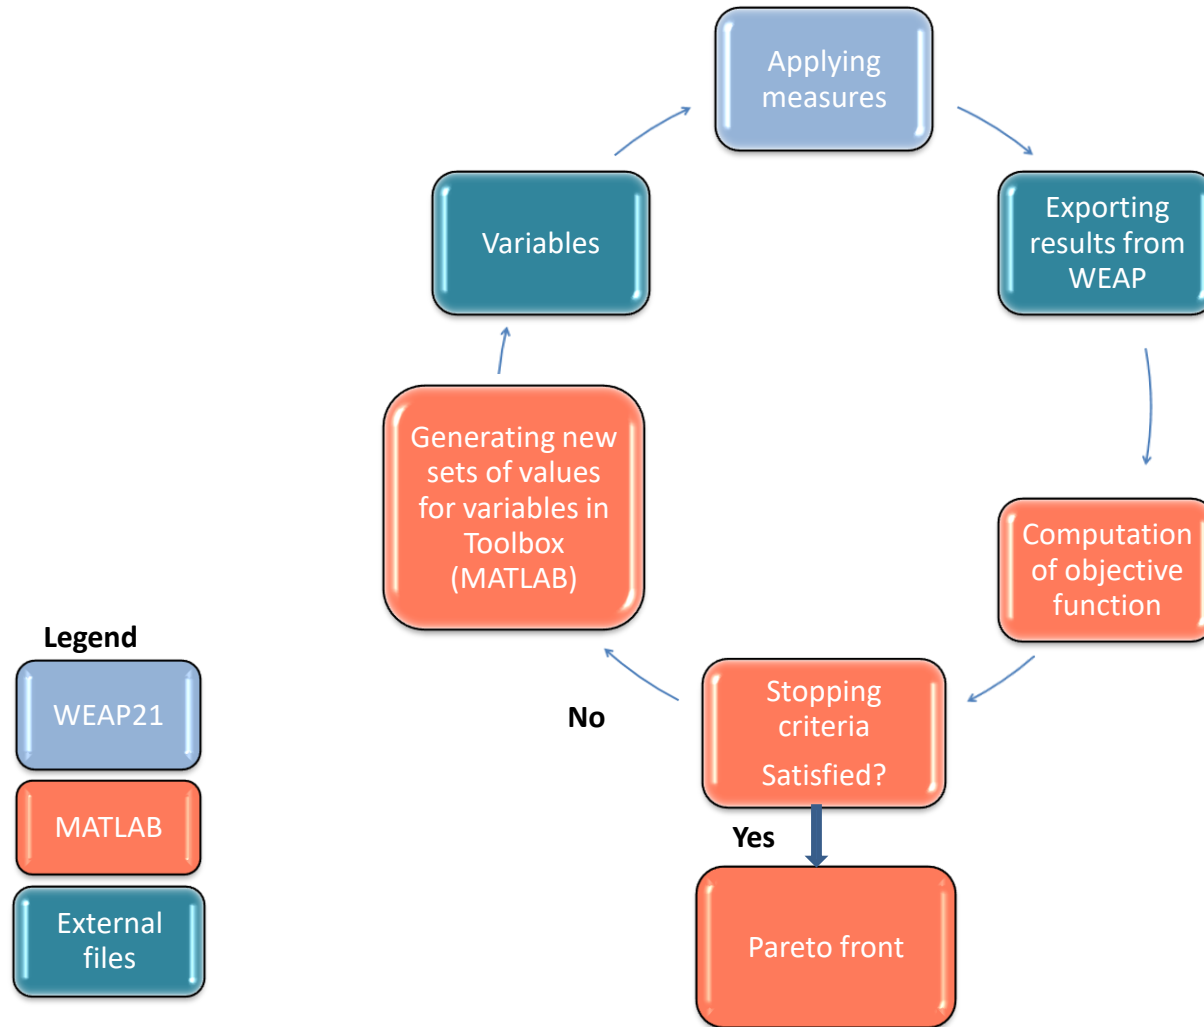 Applying
measures
Variables
Exporting
results from
WEAP
Generating new
sets of values
for variables in
Toolbox
(MATLAB)
Computation
of objective
function
Stopping
criteria
Satisfied?
No
Yes
Pareto front
Legend
WEAP21
MATLAB
External
files